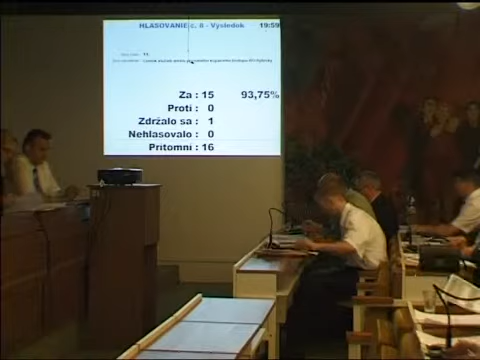 HLASOVANIE č. 8 - Výsledok 19:59
Za : 15 93,75%
Proti : 0
Zdržalo sa : 1
Nehlasovalo : 0
Prítomní : 16